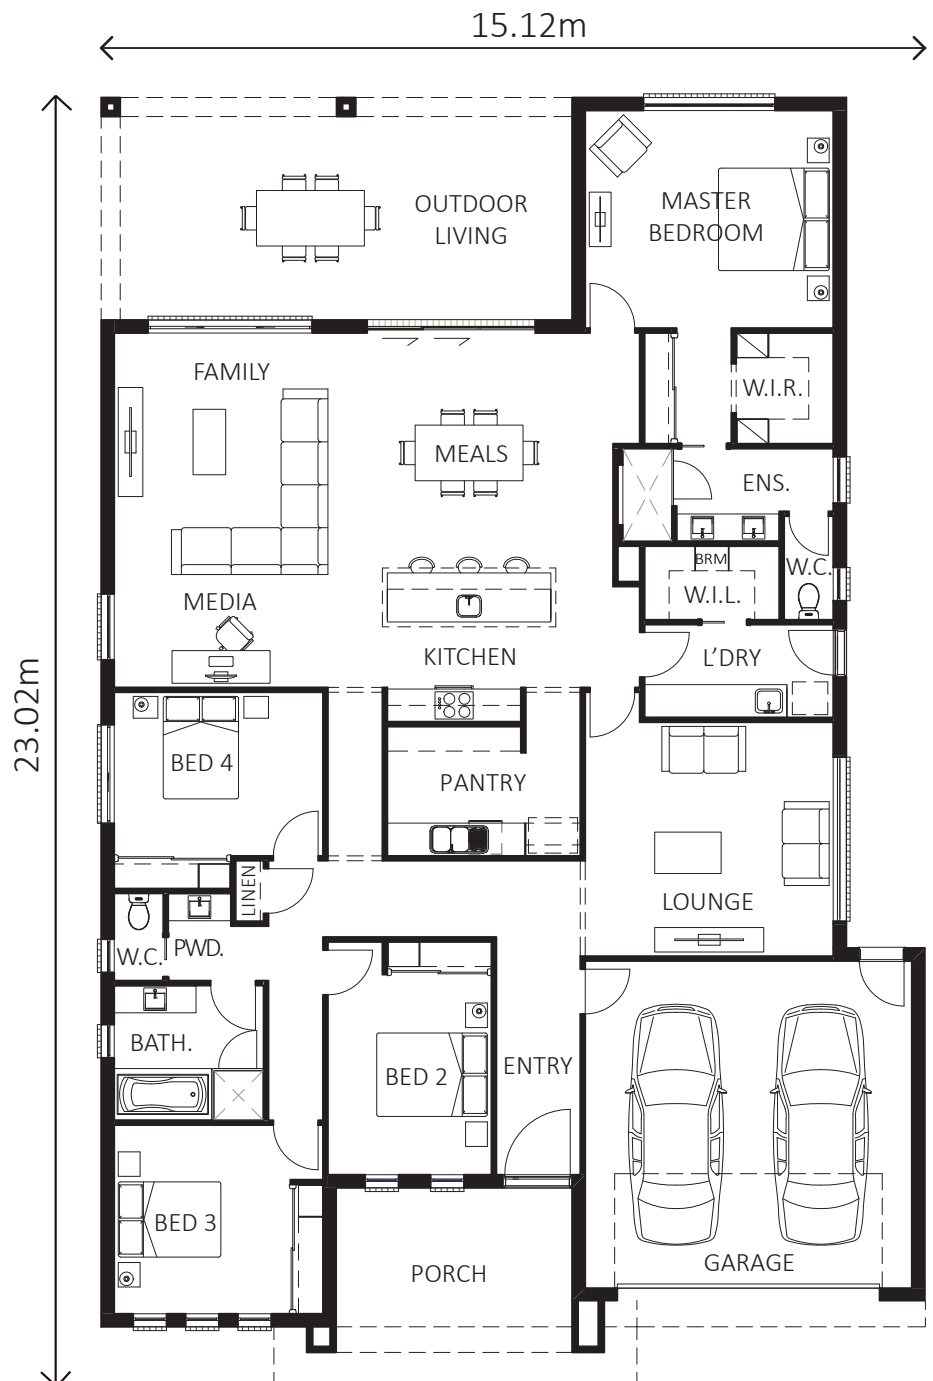 15.12m
23.02m
OUTDOOR
LIVING
MASTER
BEDROOM
FAMILY
W.I.R.
MEALS
ENS.
BRM
W.C.
W.I.L.
MEDIA
KITCHEN
L'DRY
BED 4
PANTRY
LINEN
LOUNGE
W.C.
PWD.
BATH.
BED 2
ENTRY
BED 3
PORCH
GARAGE